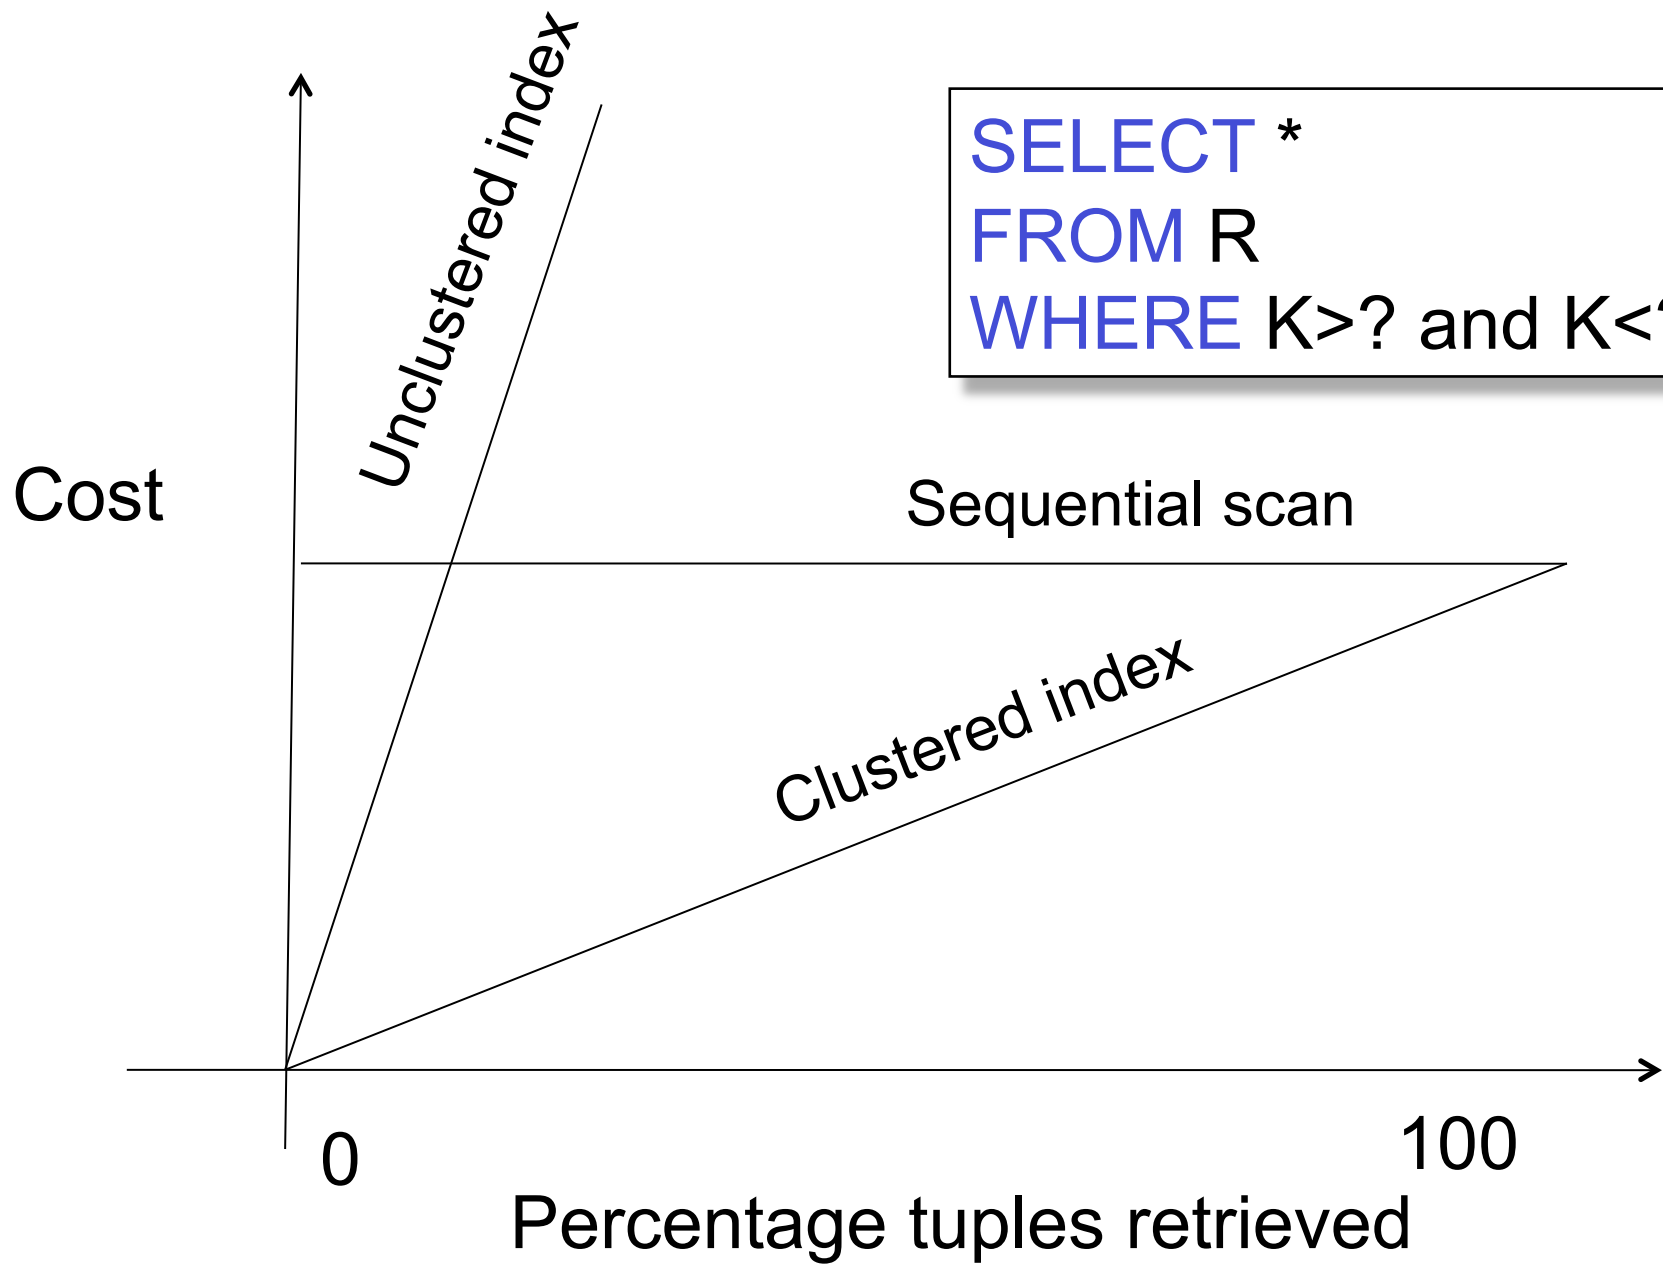 Unclustered index
SELECT *
FROM R
WHERE K>? and K<?
Cost
Sequential scan
Clustered index
0
100
Percentage tuples retrieved